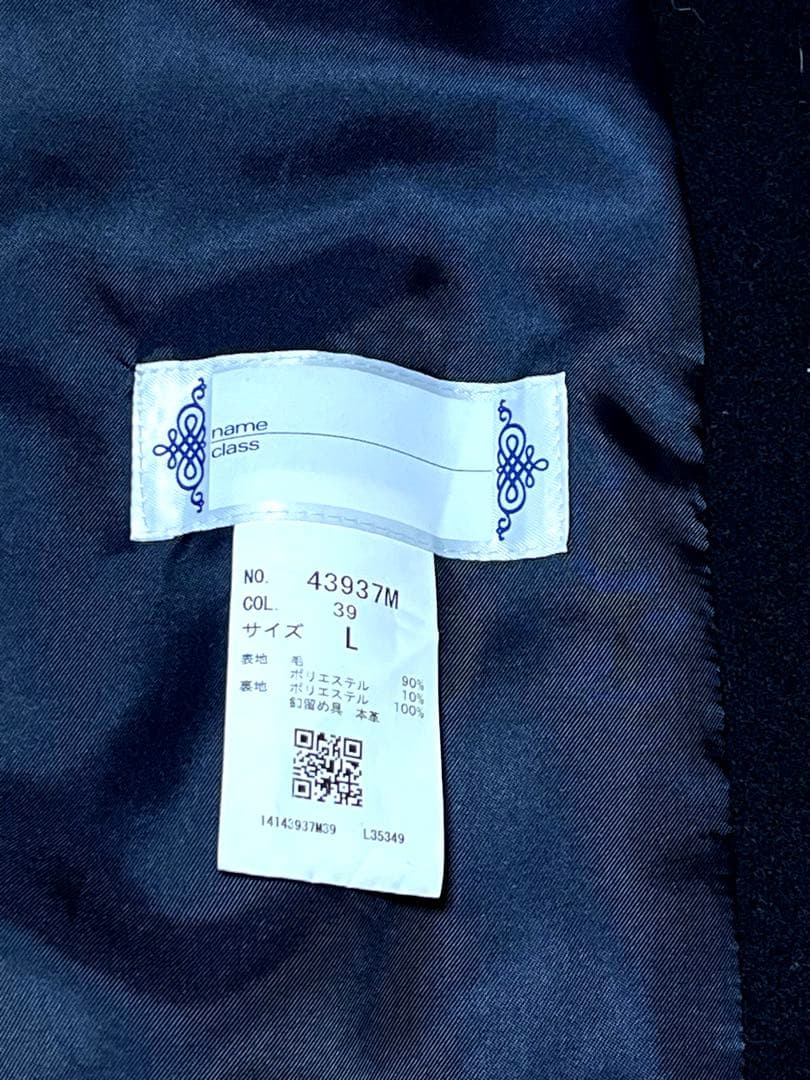 name
class
NO. 43937M
COL. 39
サイズ L
表地 毛 90%
ポリエステル 10%
裏地 ポリエステル 100%
釦留め具 本革
14143937M39 L35349